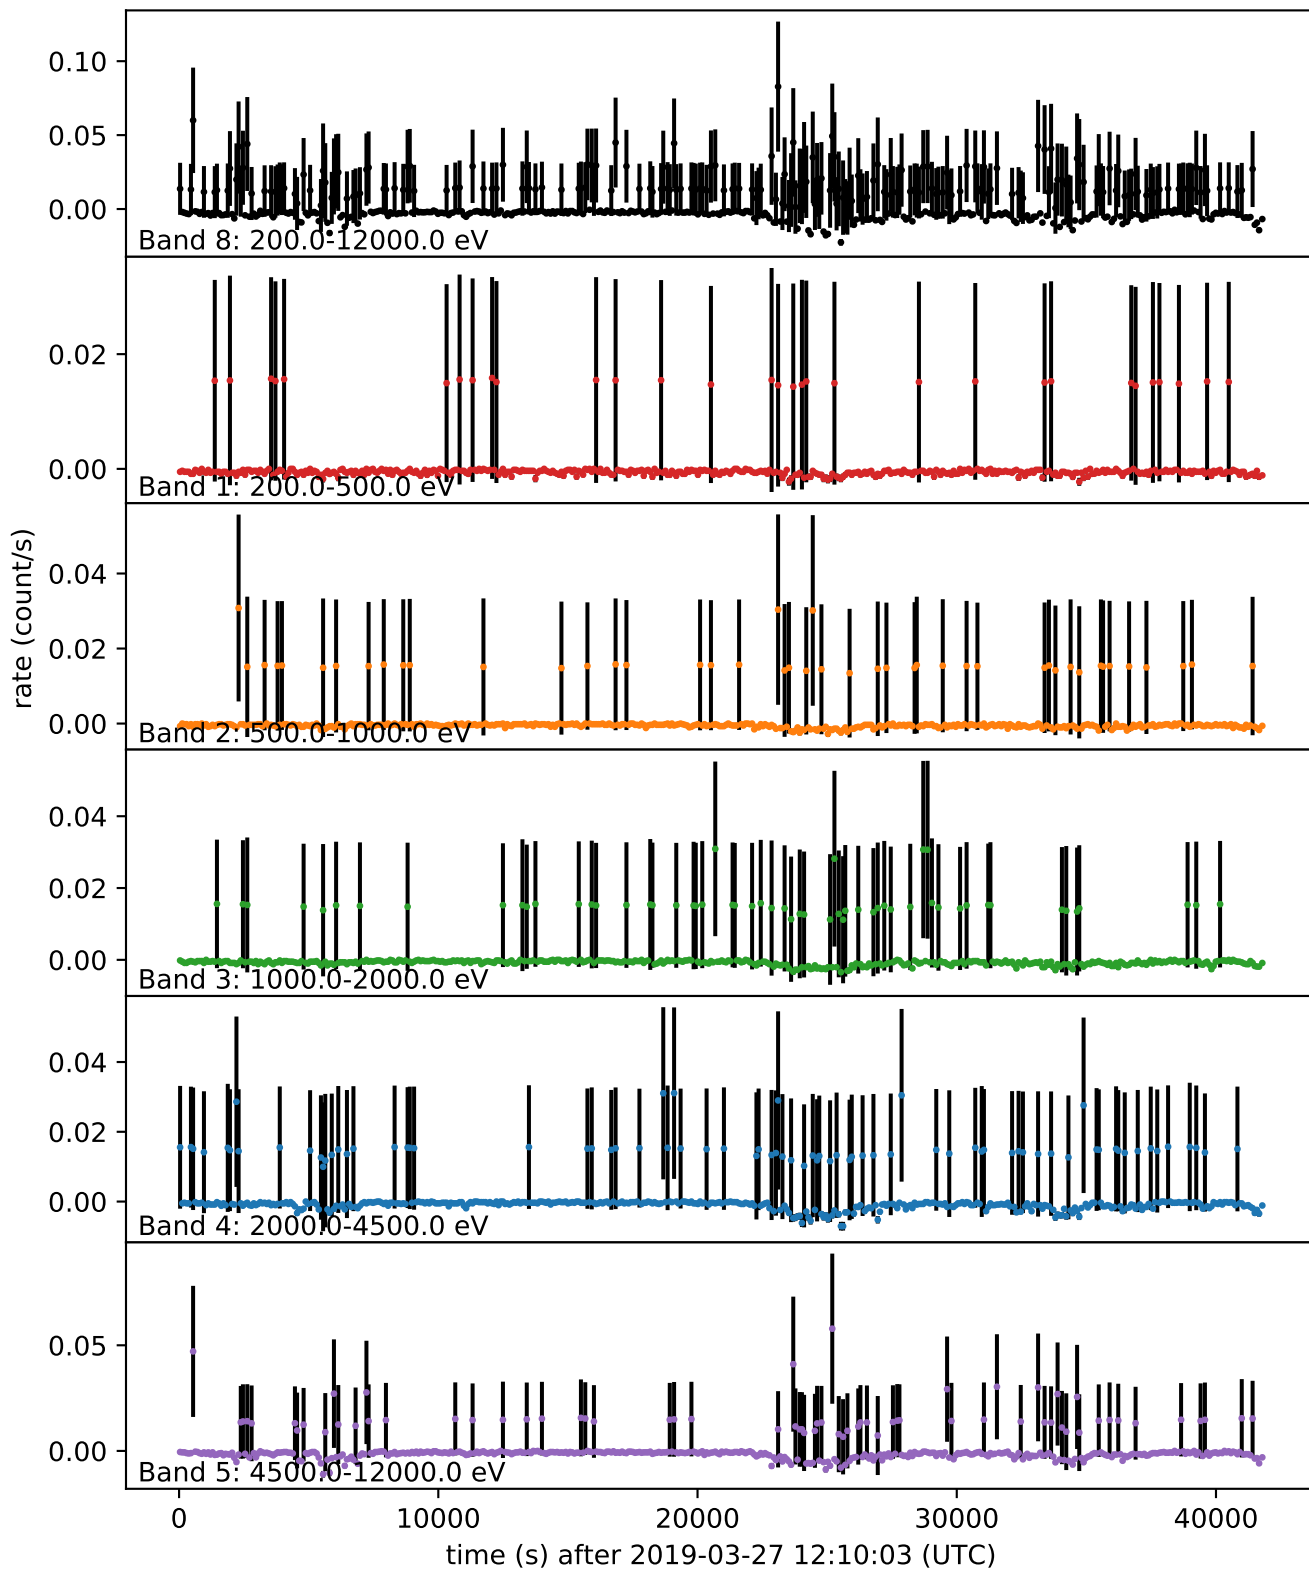 0.10
0.05
0.00
Band 8: 200.0-12000.0 eV
0.02
0.00
Band 1: 200.0-500.0 eV
0.04
0.02
0.00
Band 2: 500.0-1000.0 eV
rate (count/s)
0.04
0.02
0.00
Band 3: 1000.0-2000.0 eV
0.04
0.02
0.00
Band 4: 2000.0-4500.0 eV
0.05
0.00
Band 5: 4500.0-12000.0 eV
0 10000 20000 30000 40000
time (s) after 2019-03-27 12:10:03 (UTC)